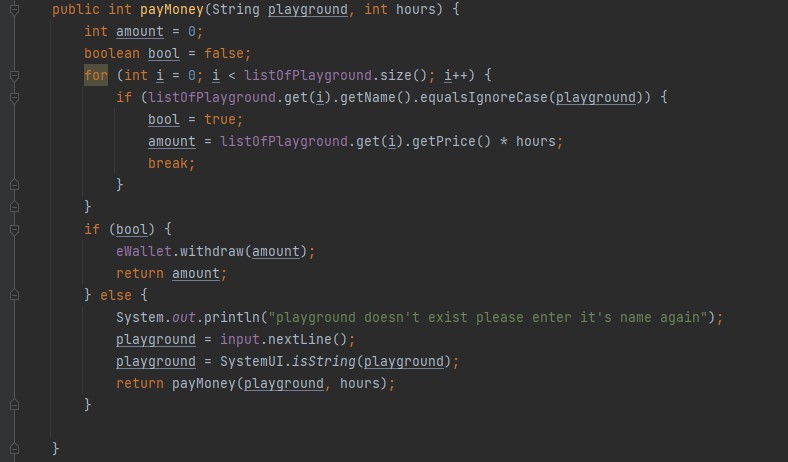 public int payMoney(String playground, int hours) {
int amount = 0;
boolean bool = false;
for (int i = 0; i < listOfPlayground.size(); i++) {
if (listOfPlayground.get(i).getName().equalsIgnoreCase(playground)) {
bool = true;
amount = listOfPlayground.get(i).getPrice() * hours;
break;
}
}
if (bool) {
eWallet.withdraw(amount);
return amount;
} else {
System.out.println("playground doesn't exist please enter it's name again");
playground = input.nextLine();
playground = SystemUI.isString(playground);
return payMoney(playground, hours);
}
}